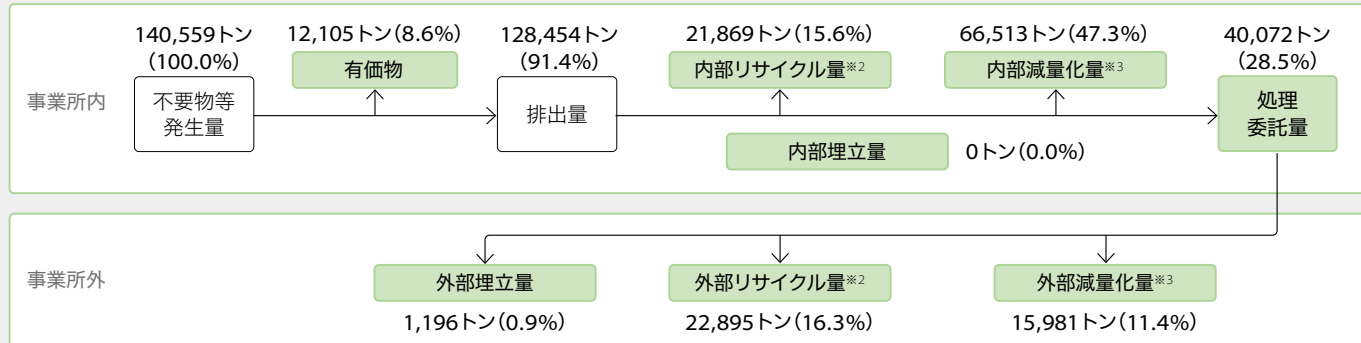 140,559トン
(100.0%)
12,105トン(8.6%)
128,454トン
(91.4%)
21,869トン(15.6%)
66,513トン(47.3%)
40,072トン
(28.5%)
事業所内
不要物等
発生量
有価物
排出量
内部リサイクル量※2
内部減量化量※3
処理
委託量
内部埋立量
0トン(0.0%)
事業所外
外部埋立量
外部リサイクル量※2
外部減量化量※3
1,196トン(0.9%)
22,895トン(16.3%)
15,981トン(11.4%)